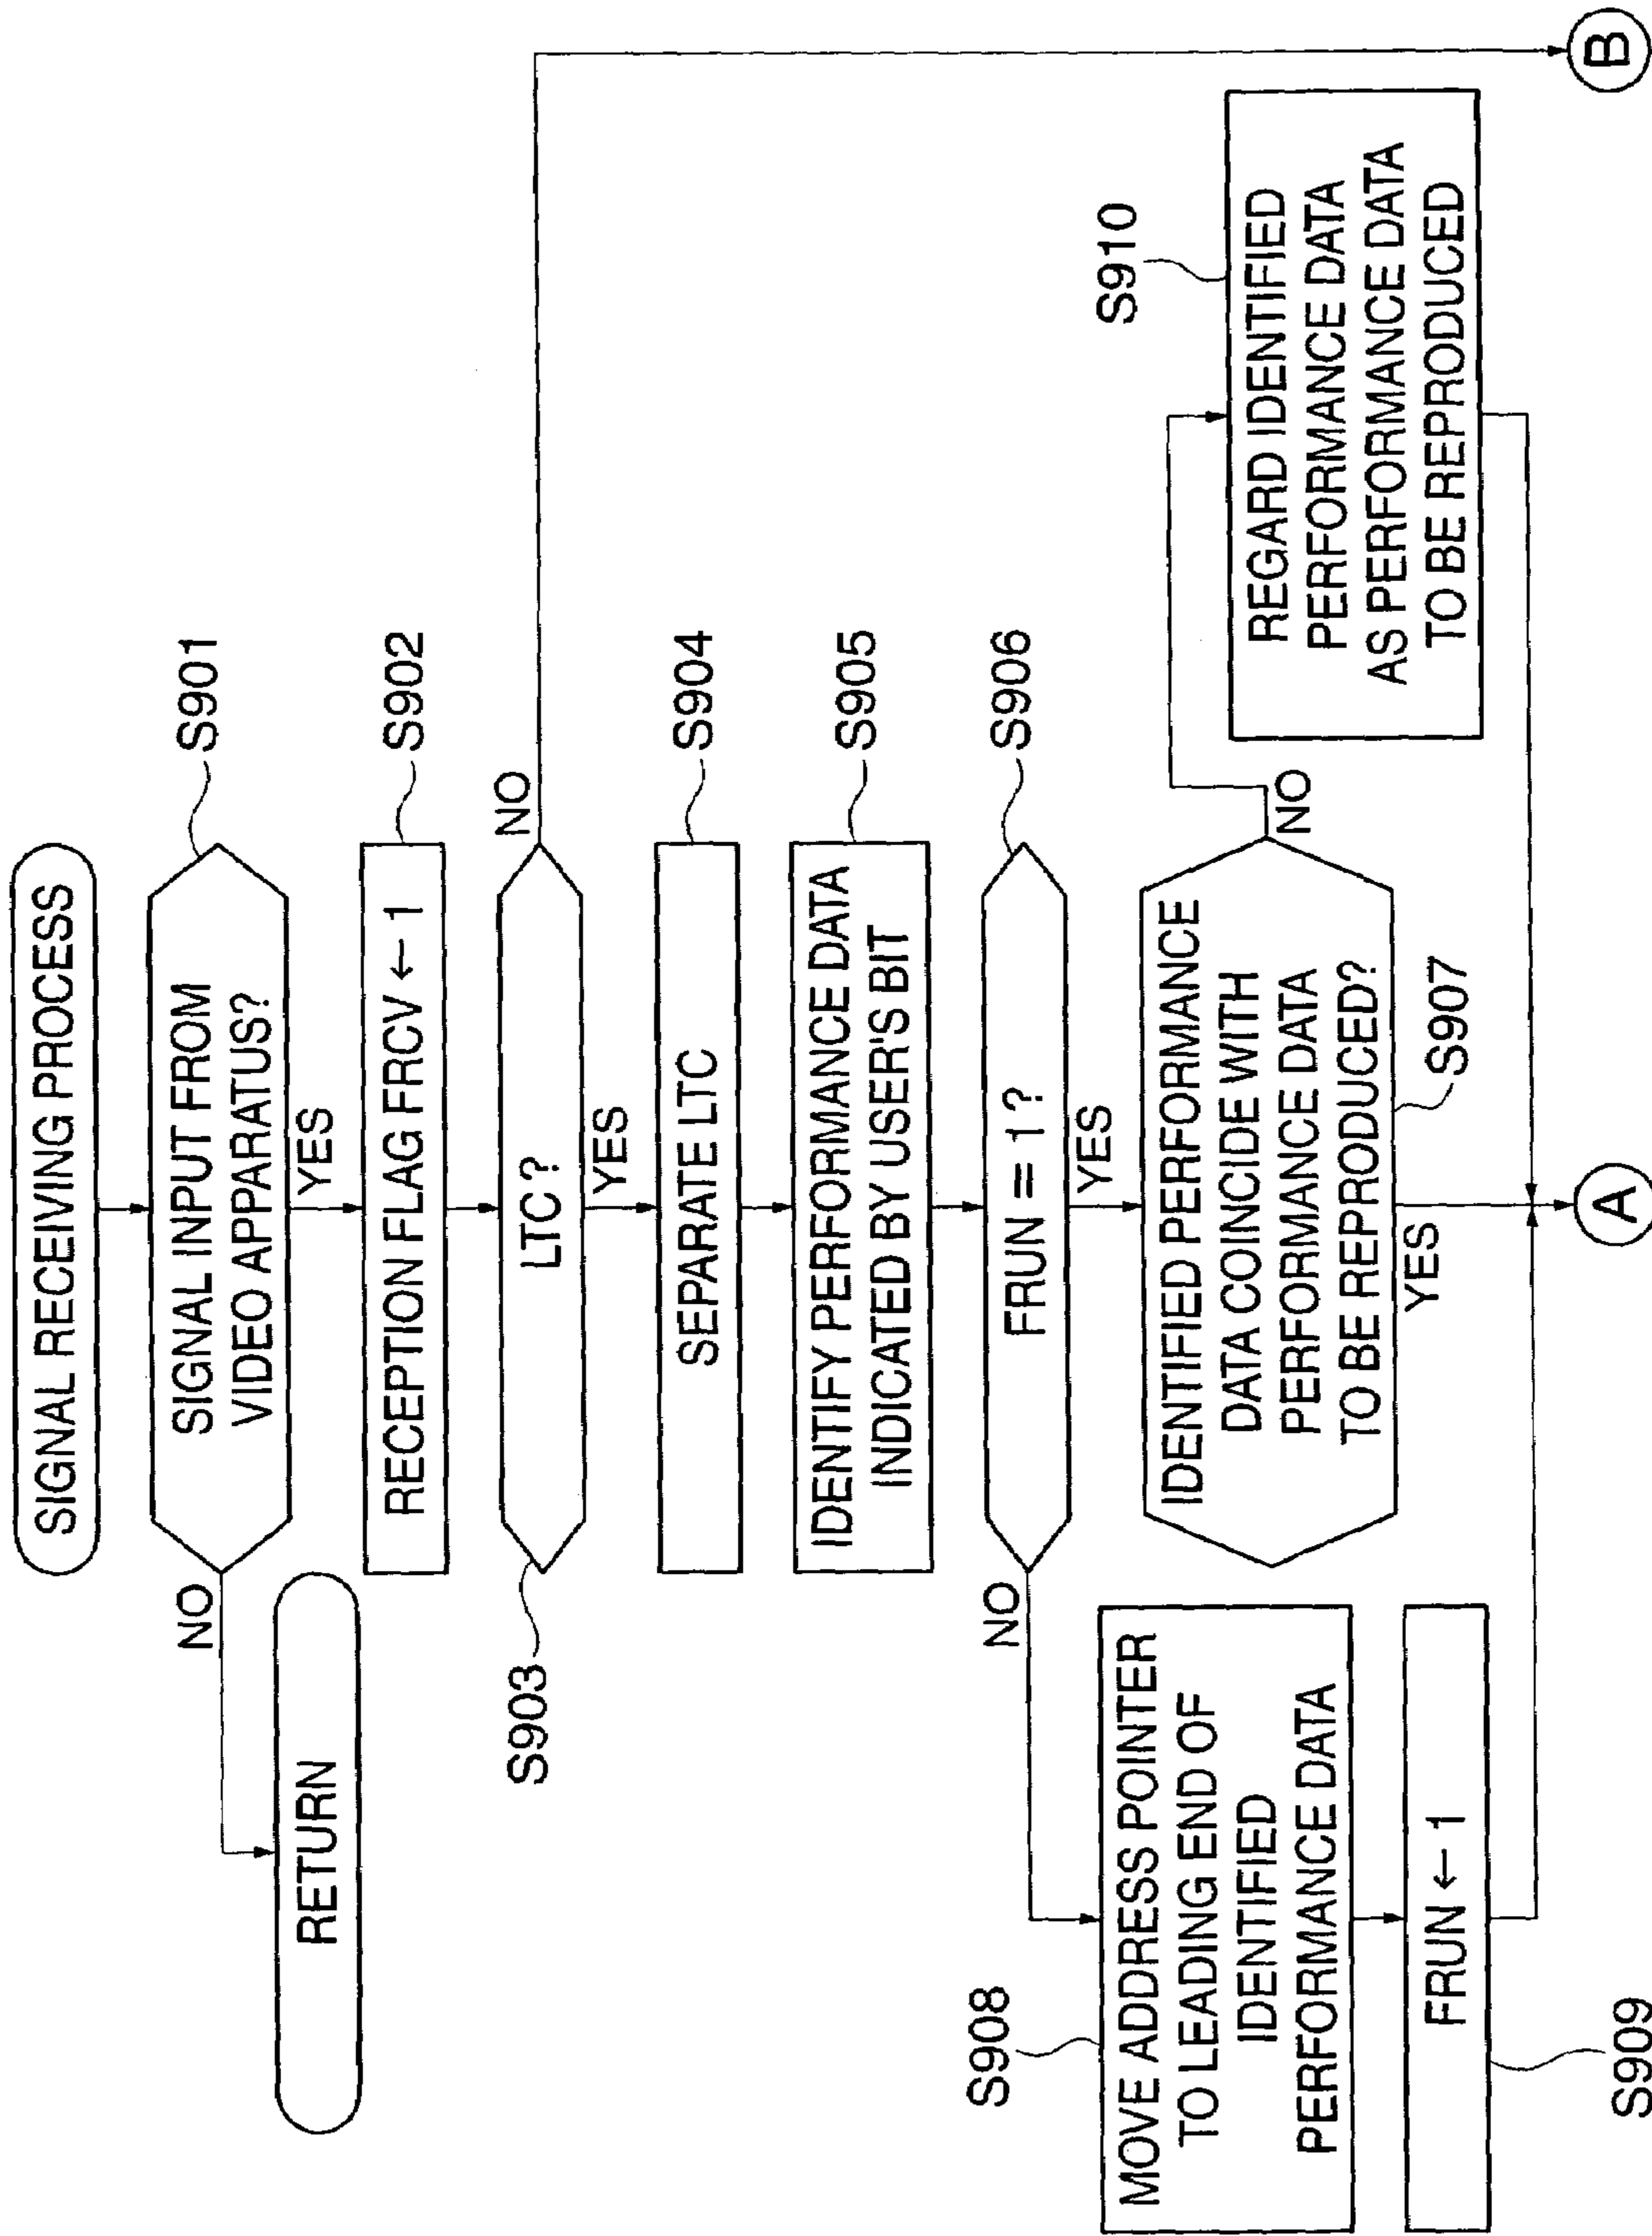 SIGNAL RECEIVING PROCESS
SIGNAL INPUT FROM
VIDEO APPARATUS?
S901
NO
YES
RETURN
RECEPTION FLAG FRCV ← 1
S902
LTC?
S903
NO
YES
SEPARATE LTC
S904
IDENTIFY PERFORMANCE DATA
INDICATED BY USER'S BIT
S905
FRUN = 1?
S906
NO
YES
IDENTIFIED PERFORMANCE
DATA COINCIDE WITH
PERFORMANCE DATA
TO BE REPRODUCED?
S907
NO
YES
S908
MOVE ADDRESS POINTER
TO LEADING END OF
IDENTIFIED
PERFORMANCE DATA
FRUN ← 1
S909
S910
REGARD IDENTIFIED
PERFORMANCE DATA
AS PERFORMANCE DATA
TO BE REPRODUCED
A
B